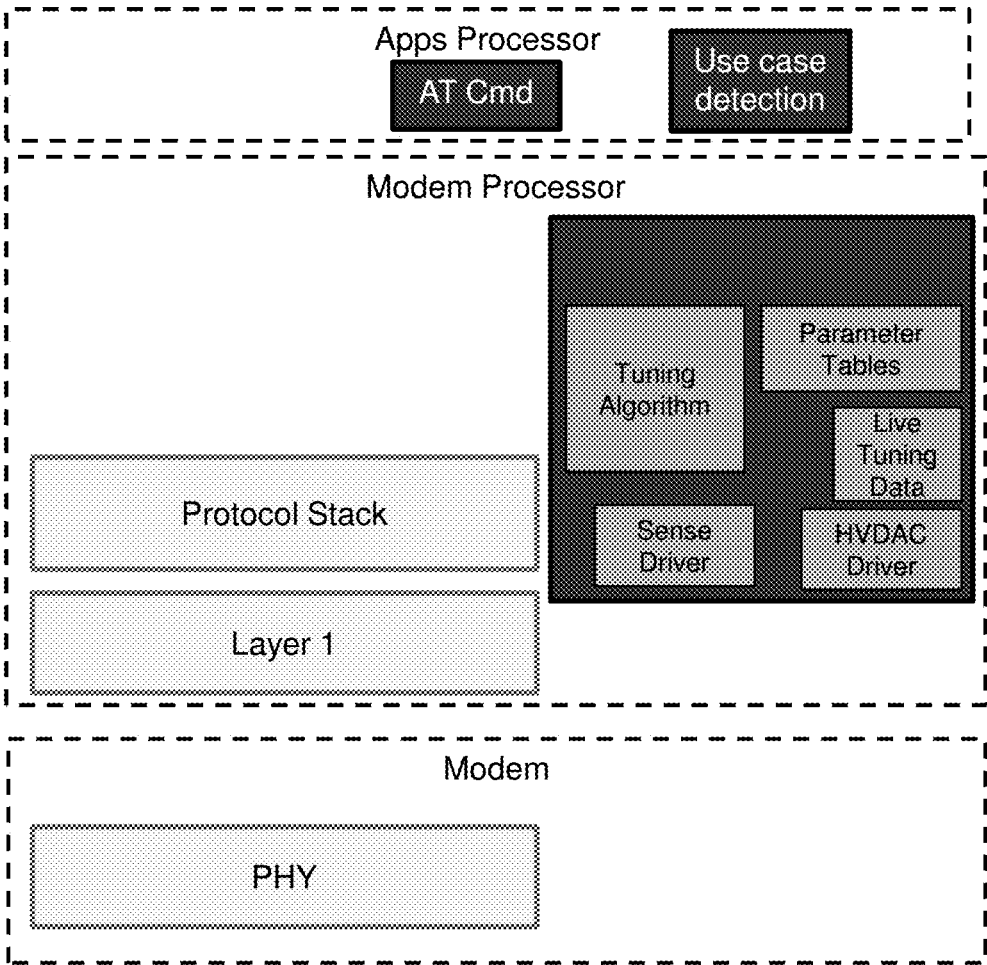 Apps Processor
AT Cmd
Use case
detection
Modem Processor
Tuning
Algorithm
Parameter
Tables
Live
Tuning
Data
Sense
Driver
HVDAC
Driver
Protocol Stack
Layer 1
Modem
PHY